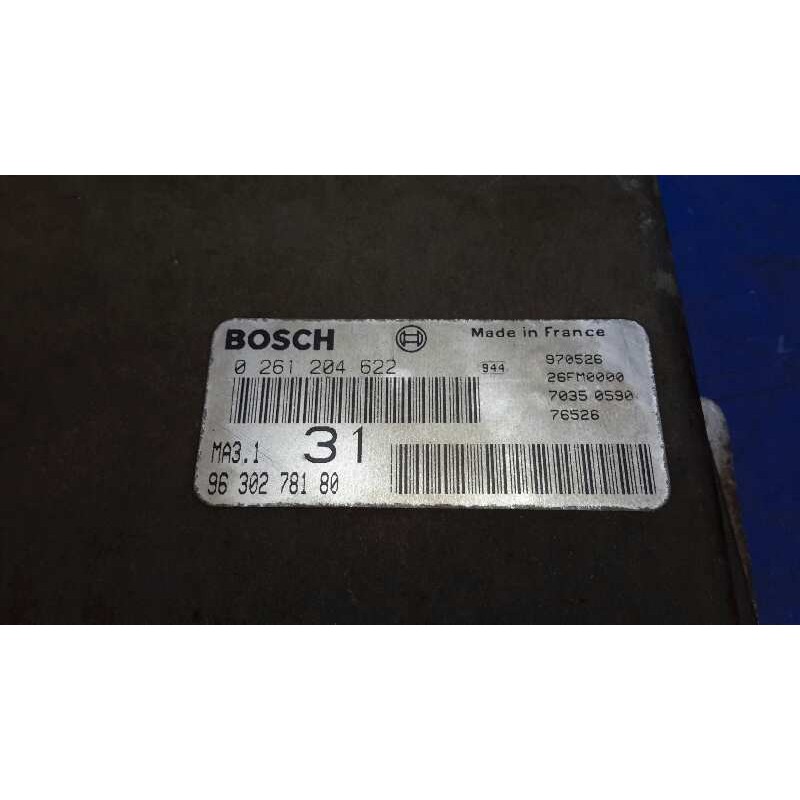 BOSCH
Made in France
0 261 204 622
944
970526
26FM0000
7035 0590
76526
MA3.1
31
96 302 781 80